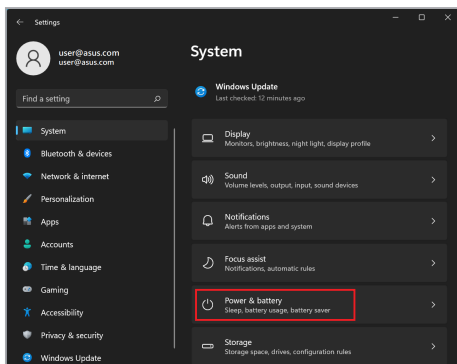 Settings
user@asus.com
user@asus.com
Find a setting
System
Bluetooth & devices
Network & internet
Personalization
Apps
Accounts
Time & language
Gaming
Accessibility
Privacy & security
Windows Update
System
Windows Update
Last checked: 12 minutes ago
Display
Monitors, brightness, night light, display profile
Sound
Volume levels, output, input, sound devices
Notifications
Alerts from apps and system
Focus assist
Notifications, automatic rules
Power & battery
Sleep, battery usage, battery saver
Storage
Storage space, drives, configuration rules